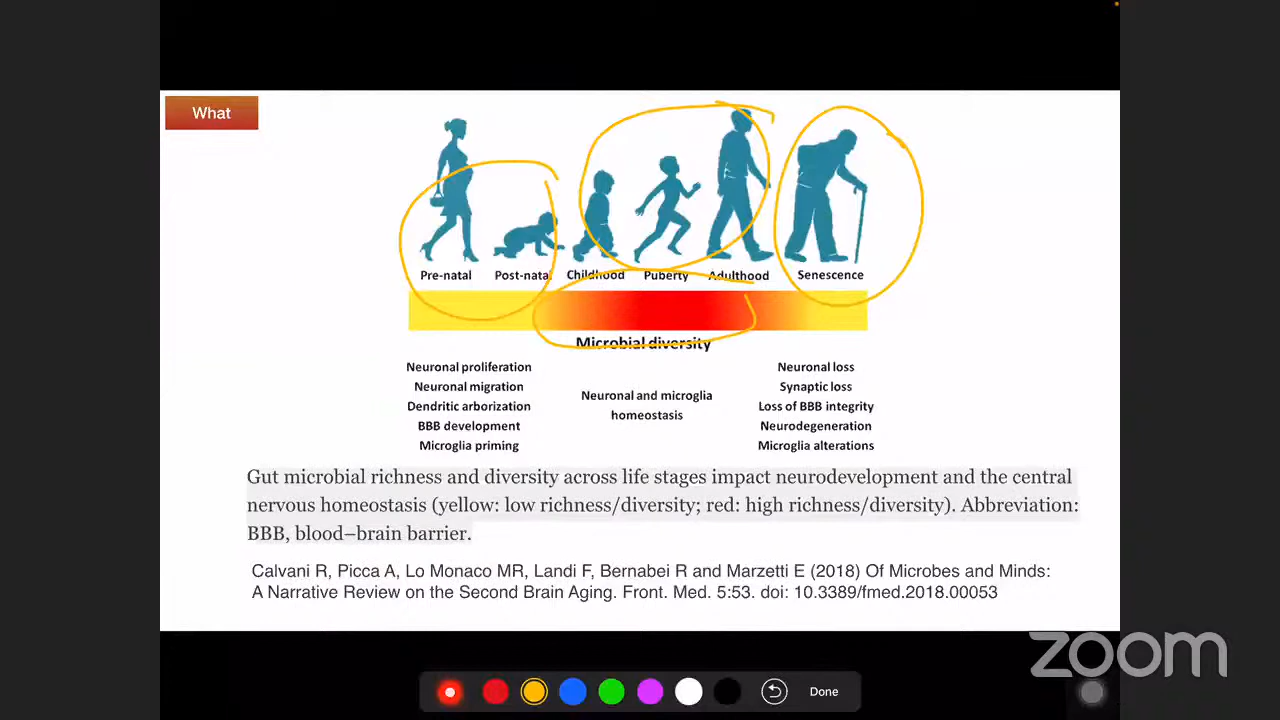 What
Pre-natal Post-natal Childhood Puberty Adulthood Senescence
Microbial diversity
Neuronal proliferation
Neuronal migration
Dendritic arborization
BBB development
Microglia priming
Neuronal and microglia
homeostasis
Neuronal loss
Synaptic loss
Loss of BBB integrity
Neurodegeneration
Microglia alterations
Gut microbial richness and diversity across life stages impact neurodevelopment and the central
nervous homeostasis (yellow: low richness/diversity; red: high richness/diversity). Abbreviation:
BBB, blood–brain barrier.
Calvani R, Picca A, Lo Monaco MR, Landi F, Bernabei R and Marzetti E (2018) Of Microbes and Minds:
A Narrative Review on the Second Brain Aging. Front. Med. 5:53. doi: 10.3389/fmed.2018.00053
zoom
Done